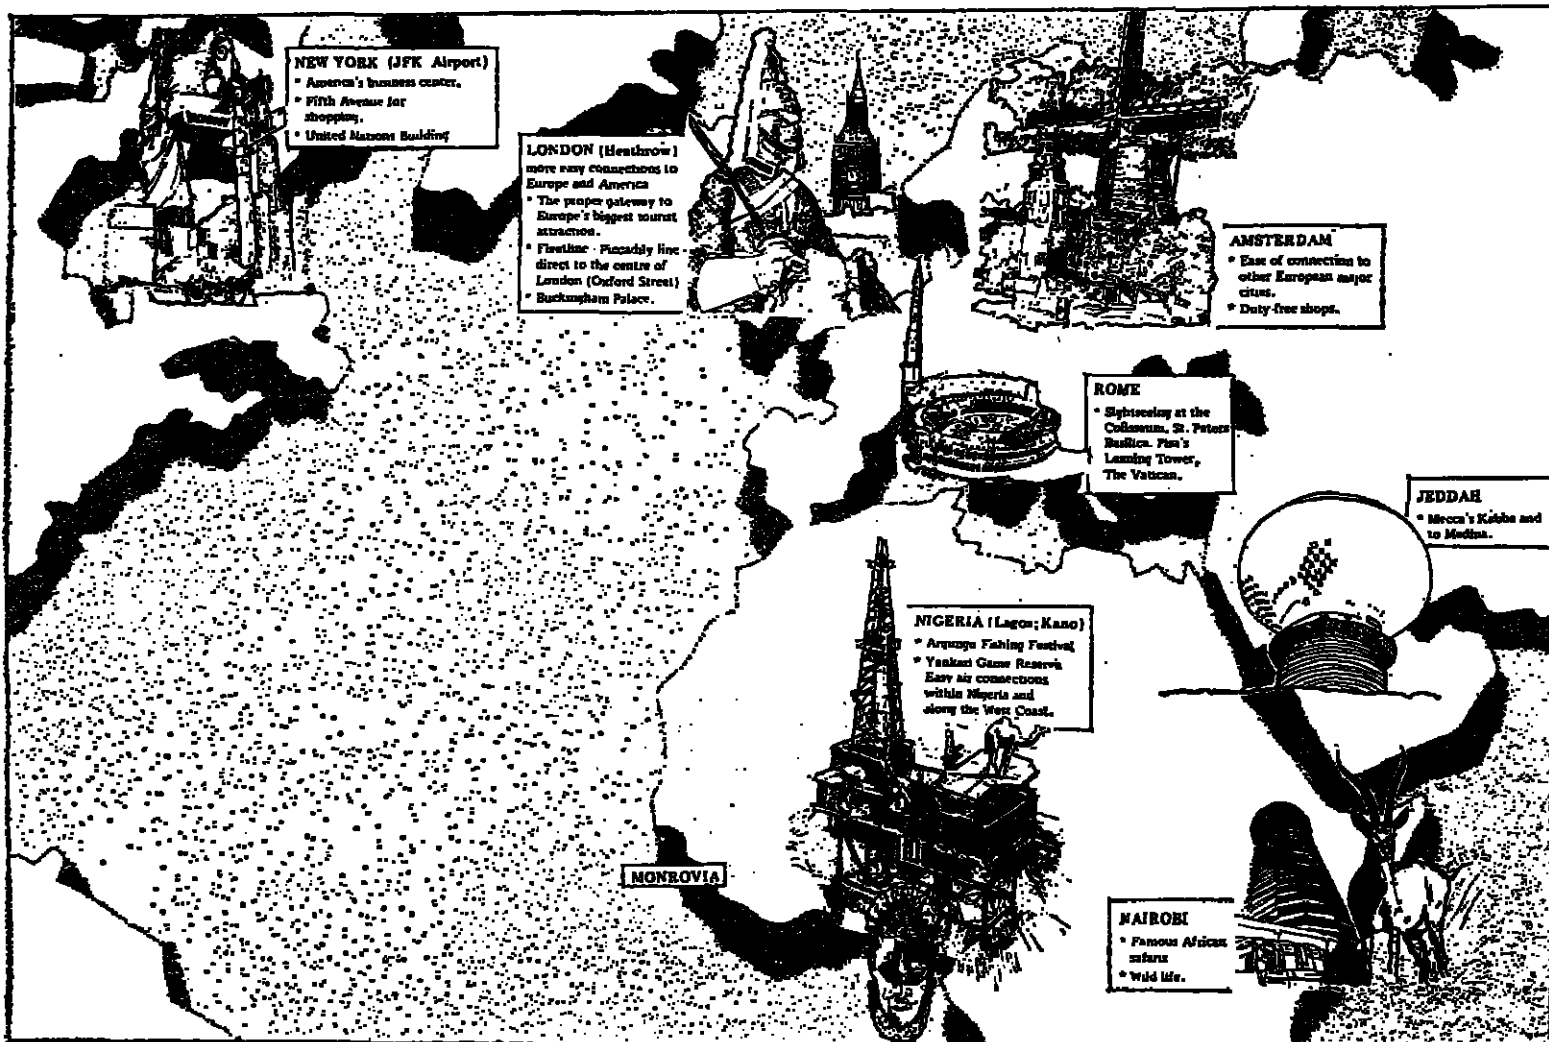 NEW YORK (JFK Airport)
* America's business center.
* Fifth Avenue for
shopping.
* United Nations Building
LONDON (Heathrow)
more easy connections to
Europe and America
* The proper gateway to
Europe's biggest tourist
attraction.
* Fleetline - Piccadily line
direct to the centre of
London (Oxford Street)
* Buckingham Palace.
AMSTERDAM
* Ease of connection to
other European major
cities.
* Duty-free shops.
ROME
* Sightseeing at the
Colisseum, St. Peters
Basilica. Pisa's
Leaning Tower,
The Vatican.
JEDDAH
* Mecca's Kabba and
to Medina.
NIGERIA (Lagos; Kano)
* Argungu Fishing Festival
* Yankari Game Reserve
Easy air connections
within Nigeria and
along the West Coast.
MONROVIA
NAIROBI
* Famous African
safaris
* Wild life.